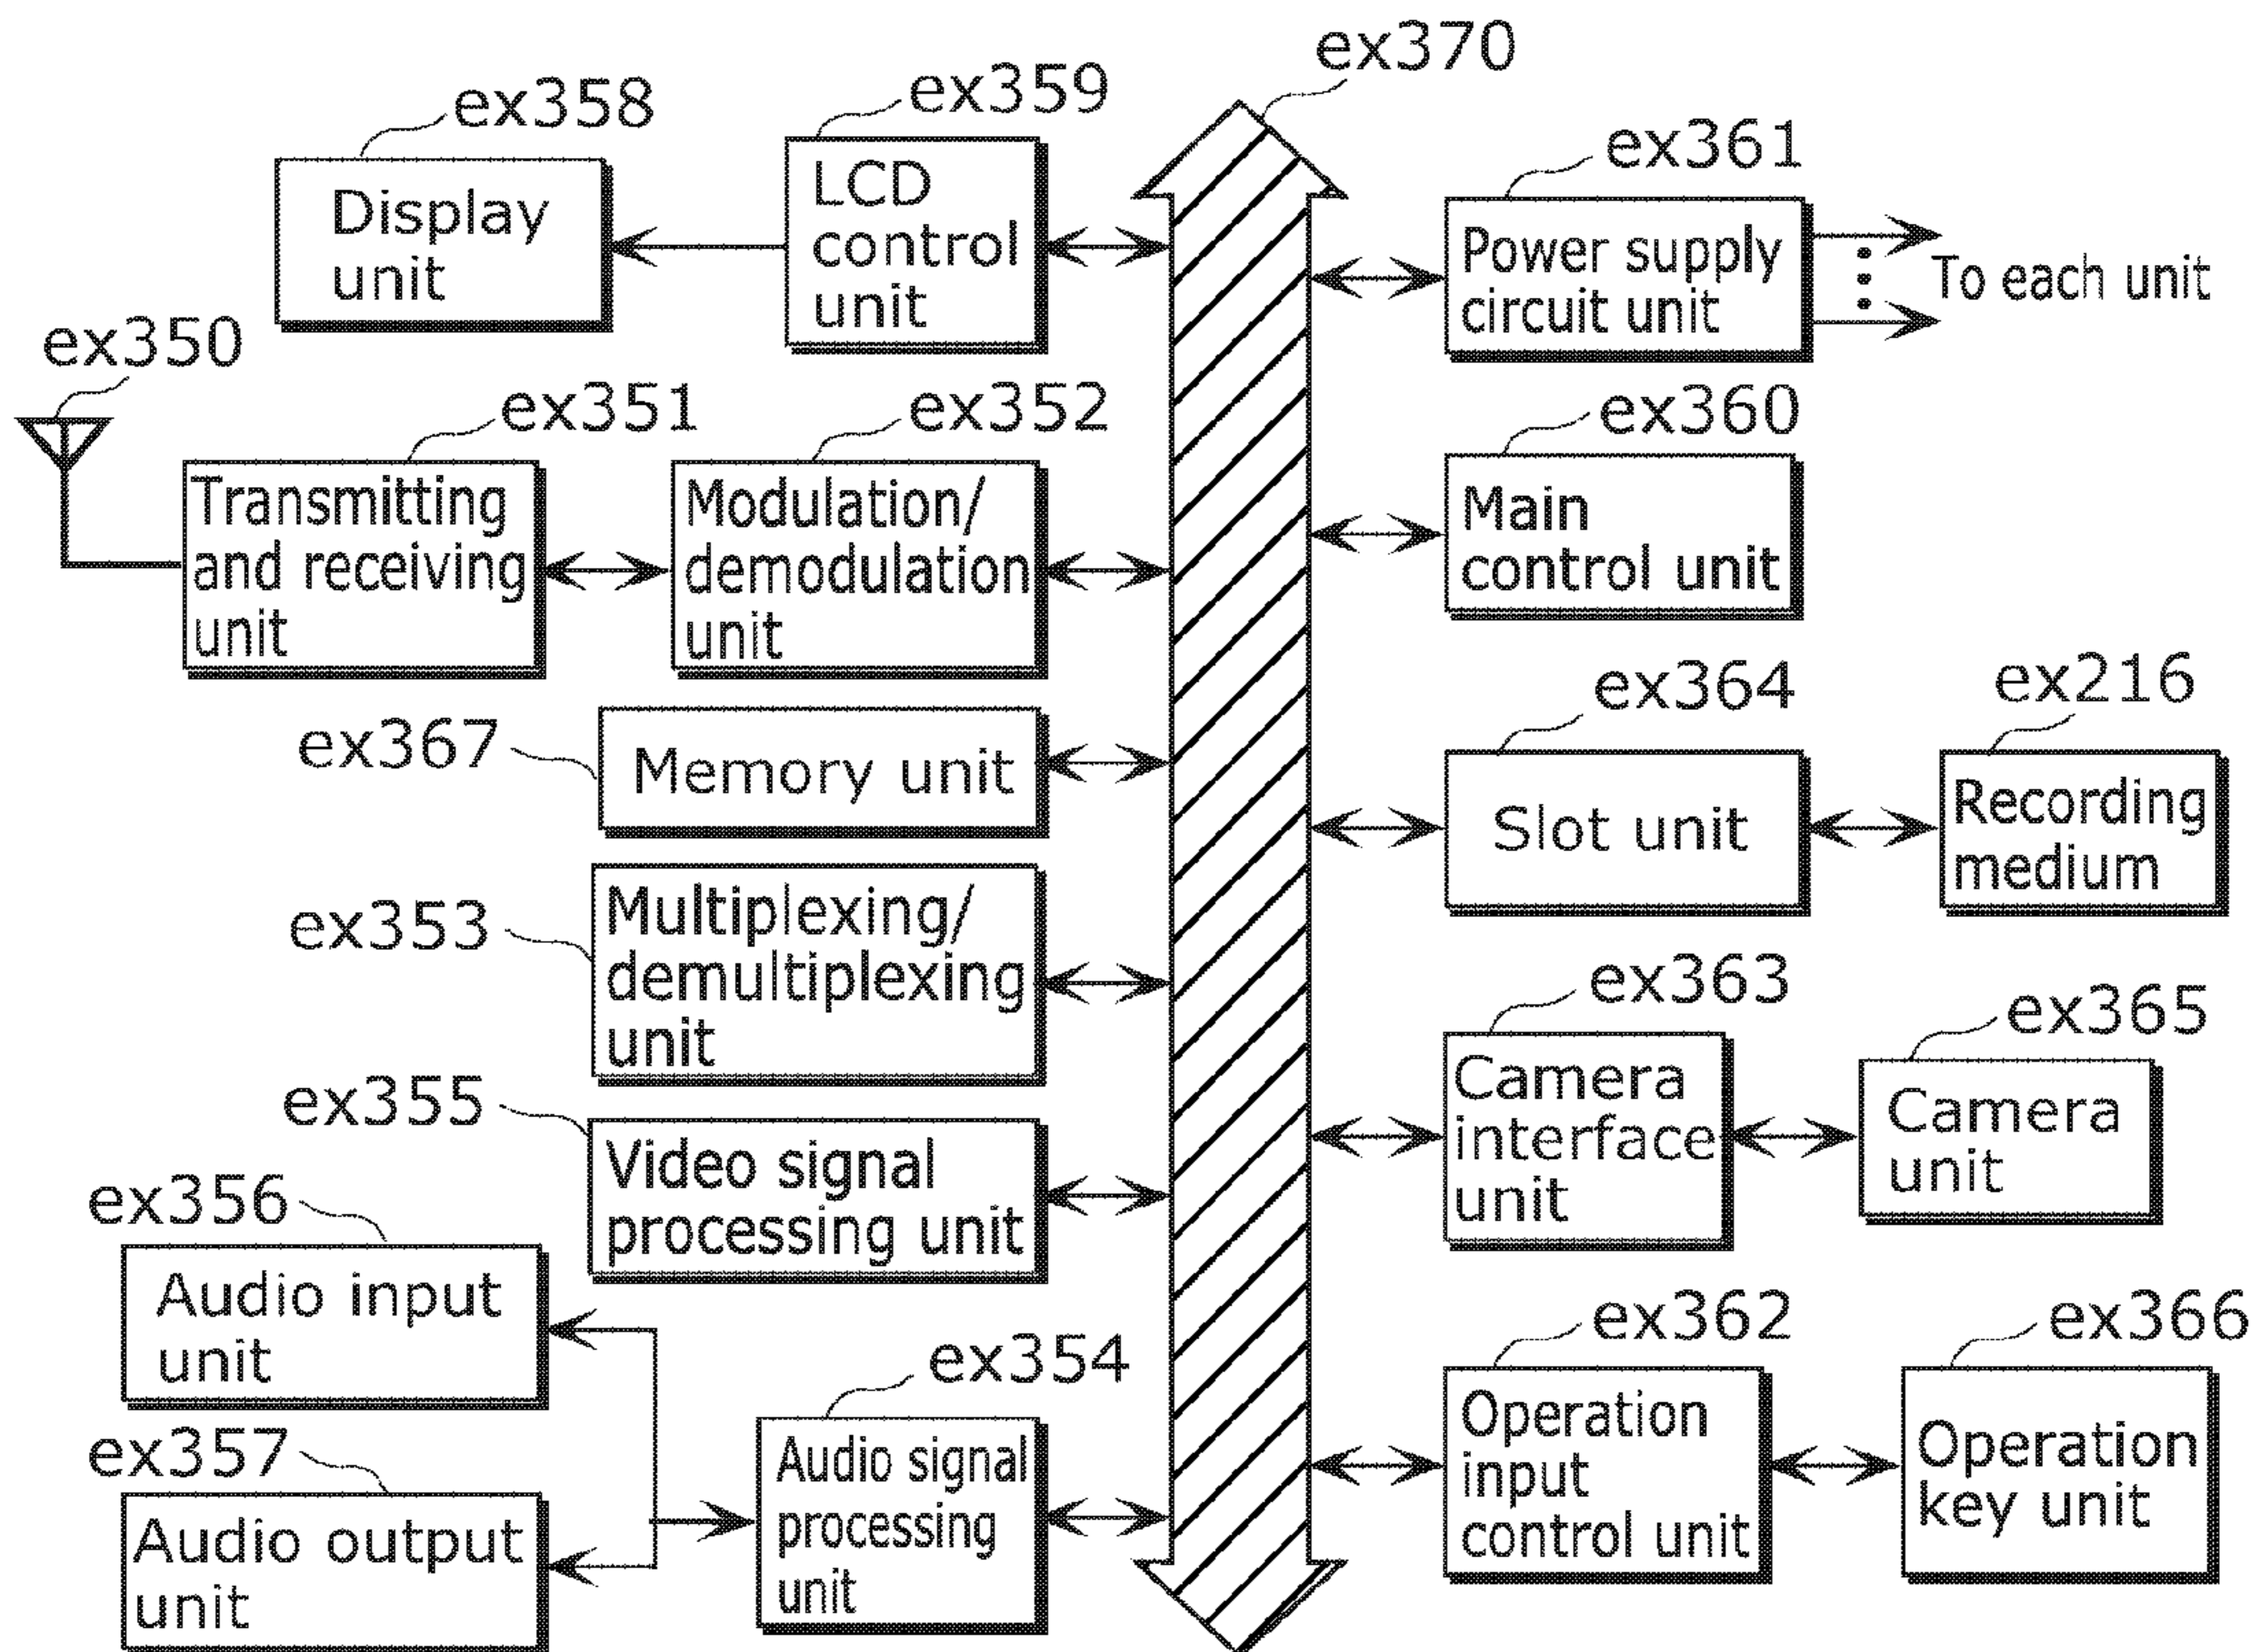 ex370
ex358
ex359
ex361
Display
unit
LCD
control
unit
Power supply
circuit unit
To each unit
ex350
ex351
ex352
ex360
Transmitting
and receiving
unit
Modulation/
demodulation
unit
Main
control unit
ex367
Memory unit
ex364
ex216
Slot unit
Recording
medium
ex353
Multiplexing/
demultiplexing
unit
ex363
ex365
Camera
interface
unit
Camera
unit
ex355
Video signal
processing unit
ex356
Audio input
unit
ex354
ex362
ex366
ex357
Audio output
unit
Audio signal
processing
unit
Operation
input
control unit
Operation
key unit